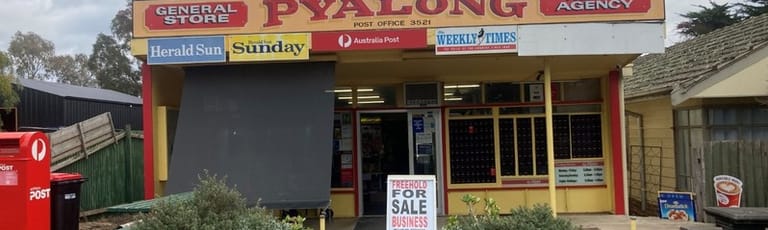 GENERAL STORE
PYALONG
AGENCY
POST OFFICE 3521
Herald Sun
Sunday
Australia Post
WEEKLY TIMES
FREEHOLD
FOR
SALE
BUSINESS
POST
OPEN